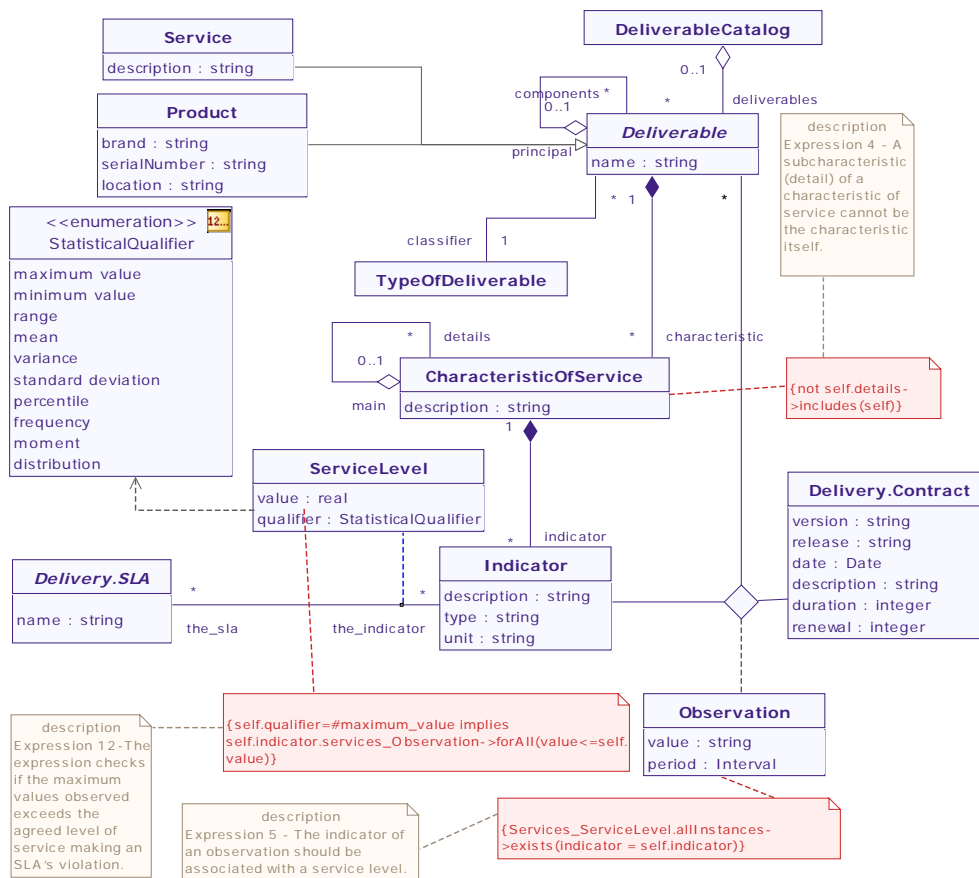 Service
description : string
DeliverableCatalog
0..1
components *
0..1
*
deliverables
Product
brand : string
serialNumber : string
location : string
Deliverable
name : string
principal
description
Expression 4 - A
subcharacteristic
(detail) of a
characteristic of
service cannot be
the characteristic
itself.
<<enumeration>>
12...
StatisticalQualifier
maximum value
minimum value
range
mean
variance
standard deviation
percentile
frequency
moment
distribution
* 1
*
classifier
1
TypeOfDeliverable
* details
0..1
main
* characteristic
CharacteristicOfService
description : string
{not self.details-
>includes(self)}
1
ServiceLevel
value : real
qualifier : StatisticalQualifier
* indicator
Delivery.Contract
version : string
release : string
date : Date
description : string
duration : integer
renewal : integer
Delivery.SLA
name : string
*
the_sla
*
the_indicator
Indicator
description : string
type : string
unit : string
Observation
value : string
period : Interval
description
Expression 12-The
expression checks
if the maximum
values observed
exceeds the
agreed level of
service making an
SLA's violation.
{self.qualifier=#maximum_value implies
self.indicator.services_Observation->forAll(value<=self.
value)}
description
Expression 5 - The indicator of
an observation should be
associated with a service level.
{Services_ServiceLevel.allInstances-
>exists(indicator = self.indicator)}